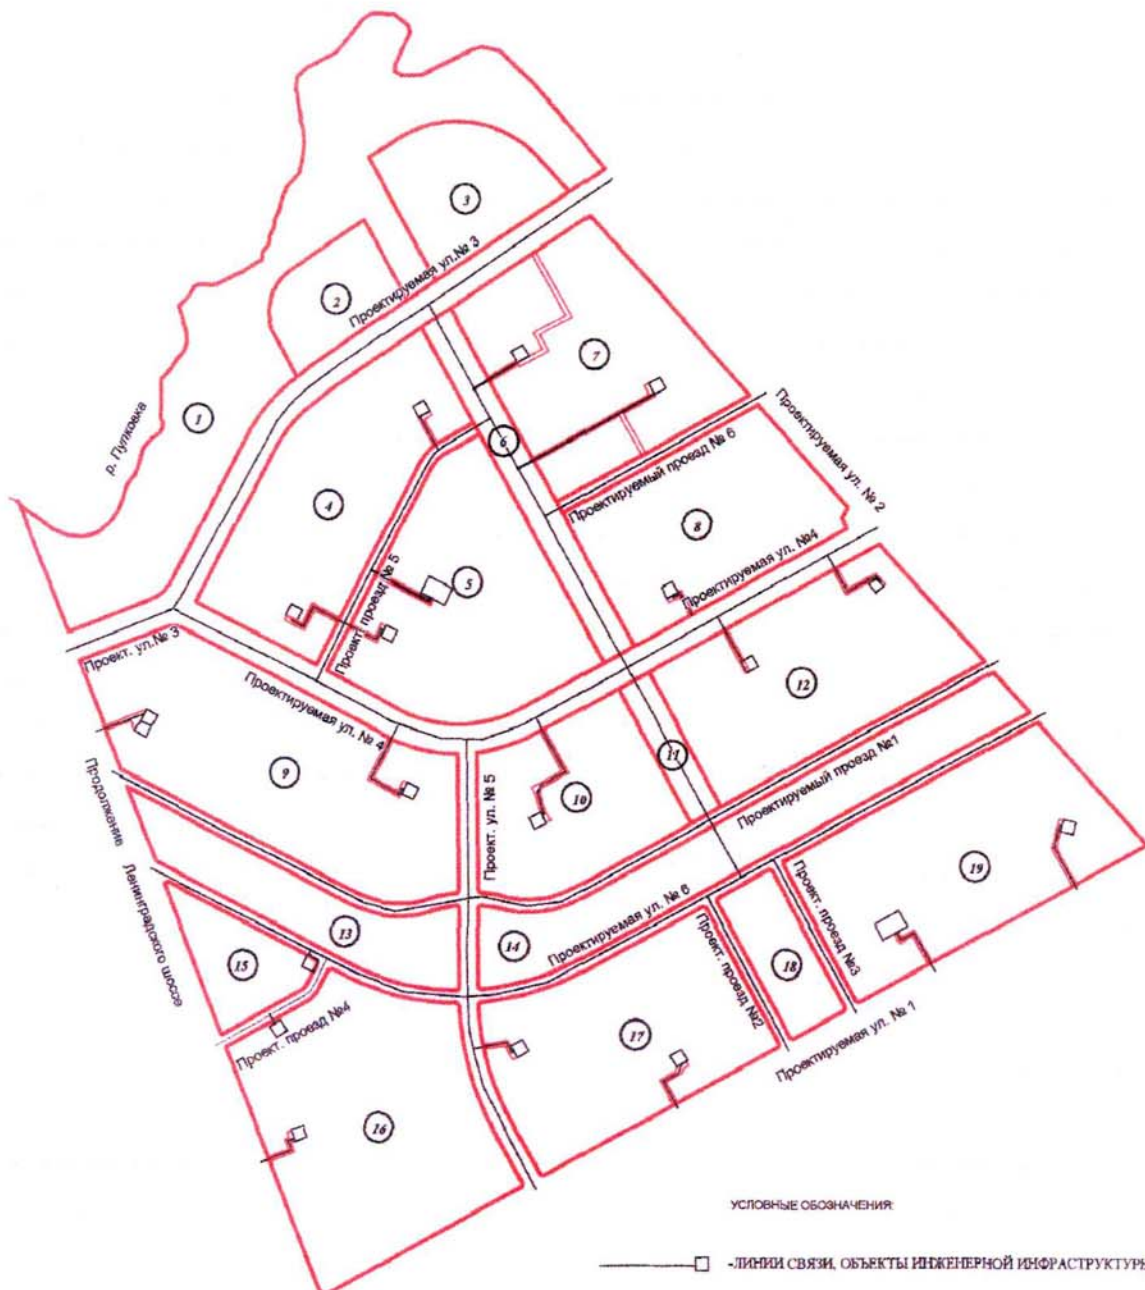 3
Проектируемая ул.№ 3
2
7
1
р. Пулковка
6
Проектируемая ул. № 2
4
Проектируемый проезд № 6
8
Проект. проезд № 5
5
Проектируемая ул. №4
Проект. ул.№ 3
Проектируемая ул. № 4
12
9
Продолжение
Ленинградского шоссе
Проект. ул. № 5
10
11
Проектируемый проезд №1
13
14
Проектируемая ул. № 6
Проект. проезд №3
19
15
Проект. проезд №4
17
Проект. проезд №2
18
Проектируемая ул. № 1
16
УСЛОВНЫЕ ОБОЗНАЧЕНИЯ:
-ЛИНИИ СВЯЗИ, ОБЪЕКТЫ ИНЖЕНЕРНОЙ ИНФРАСТРУКТУРЫ